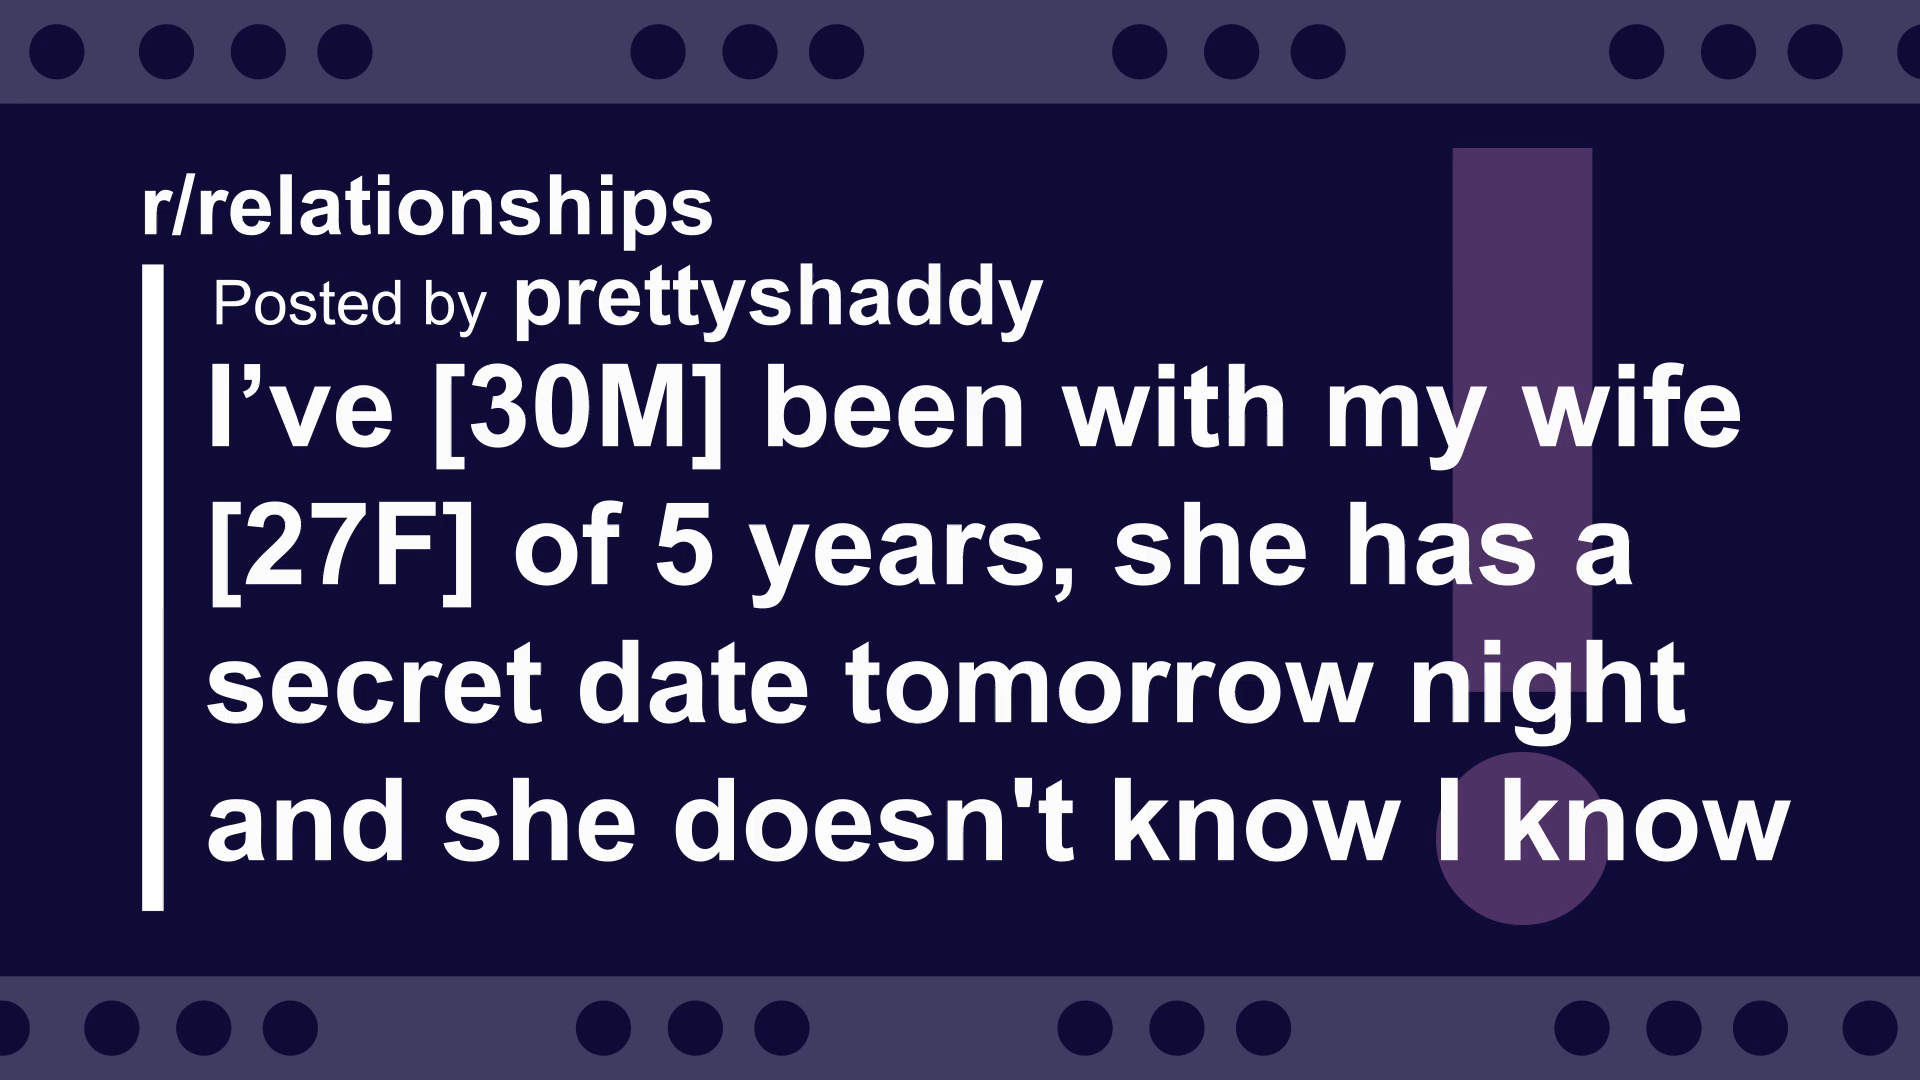 r/relationships
Posted by prettyshaddy
I’ve [30M] been with my wife
[27F] of 5 years, she has a
secret date tomorrow night
and she doesn't know I know